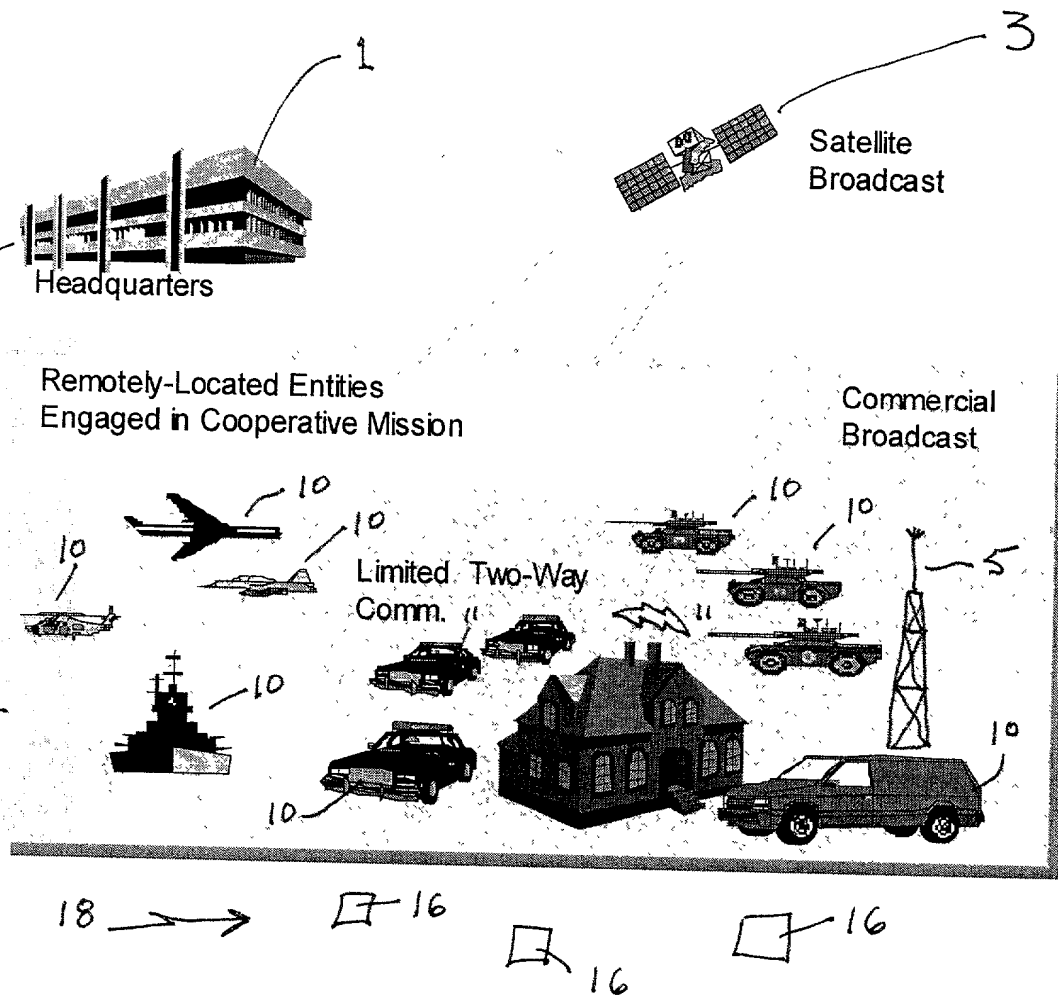 1
3
Satellite
Broadcast
Headquarters
Remotely-Located Entities
Engaged in Cooperative Mission
Commercial
Broadcast
10
10
10
10
10
5
Limited Two-Way
Comm.
11
11
10
10
10
10
18
16
16
16